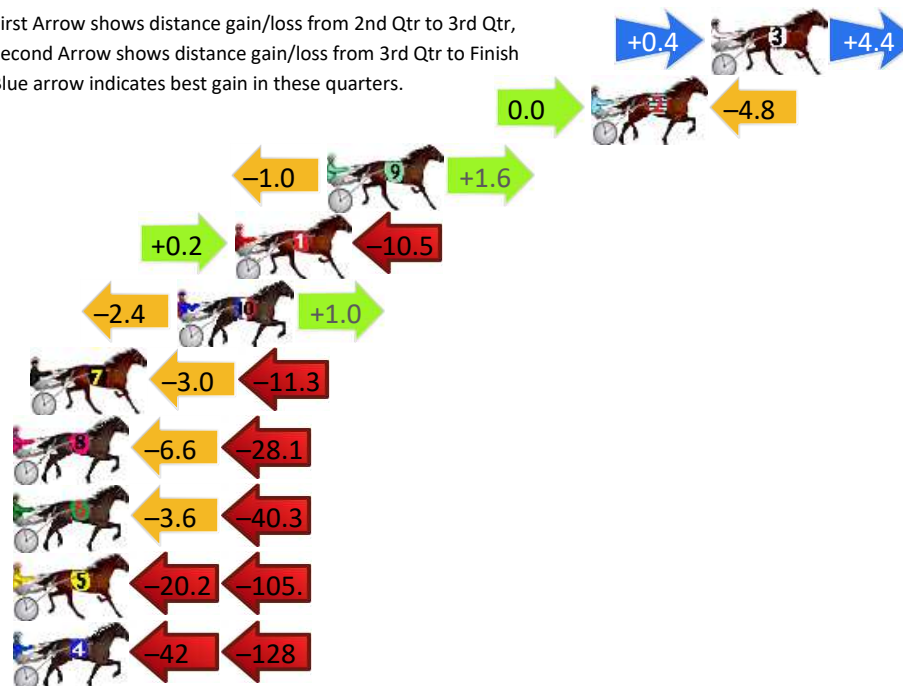 irst Arrow shows distance gain/loss from 2nd Qtr to 3rd Qtr,
econd Arrow shows distance gain/loss from 3rd Qtr to Finish
lue arrow indicates best gain in these quarters.
+0.4 3 +4.4
0.0 2 –4.8
–1.0 9 +1.6
+0.2 1 –10.5
–2.4 10 +1.0
7 –3.0 –11.3
8 –6.6 –28.1
–3.6 –40.3
5 –20.2 –105.
4 –42 –128